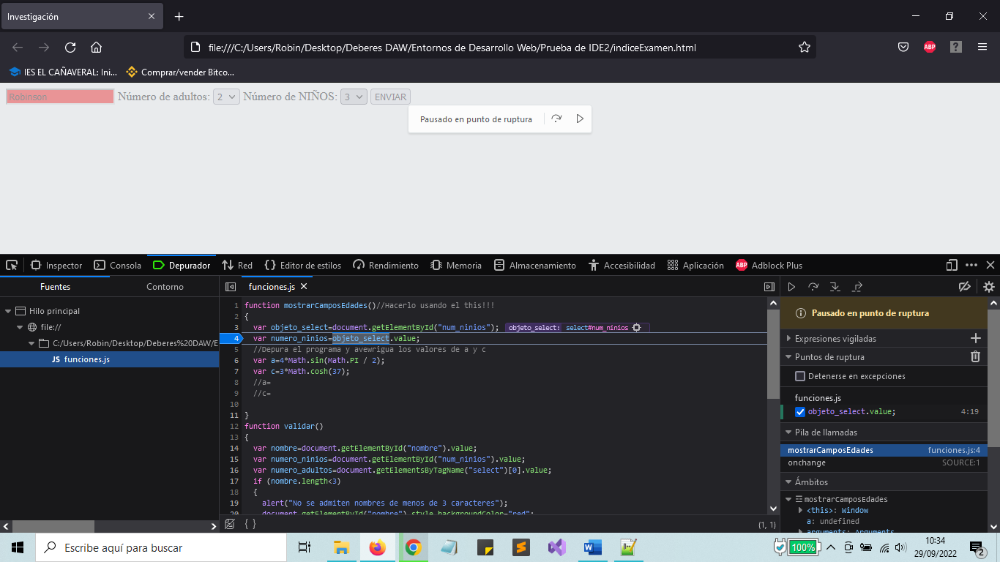 Investigación
file:///C:/Users/Robin/Desktop/Deberes DAW/Entornos de Desarrollo Web/Prueba de IDE2/indiceExamen.html
ABP
?
IES EL CAÑAVERAL: Ini...
Comprar/vender Bitco...
Robinson Número de adultos: 2 Número de NIÑOS: 3 ENVIAR
Pausado en punto de ruptura
Inspector Consola Depurador Red Editor de estilos Rendimiento Memoria Almacenamiento Accesibilidad Aplicación ABP Adblock Plus
Fuentes Contorno
Hilo principal
file://
C:/Users/Robin/Desktop/Deberes%20DAW/E
JS funciones.js
funciones.js
1 function mostrarCamposEdades()//Hacerlo usando el this!!!
2 {
3 var objeto_select=document.getElementById("num_ninios"); objeto_select: select#num_ninios
4 var numero_ninios=objeto_select.value;
5 //Depura el programa y avewrigua los valores de a y c
6 var a=4*Math.sin(Math.PI / 2);
7 var c=3*Math.cosh(37);
8 //a=
9 //c=
10
11 }
12 function validar()
13 {
14 var nombre=document.getElementById("nombre").value;
15 var numero_ninios=document.getElementById("num_ninios").value;
16 var numero_adultos=document.getElementsByTagName("select")[0].value;
17 if (nombre.length<3)
18 {
19 alert("No se admiten nombres de menos de 3 caracteres");
20 document.getElementById("nombre").style.backgroundColor="red";
{ }
(1, 1)
Pausado en punto de ruptura
Expresiones vigiladas
Puntos de ruptura
Detenerse en excepciones
funciones.js
objeto_select.value; 4:19
Pila de llamadas
mostrarCamposEdades funciones.js:4
onchange SOURCE:1
Ámbitos
mostrarCamposEdades
<this>: Window
a: undefined
arguments: Arguments
Escribe aquí para buscar
100%
10:34
29/09/2022
2